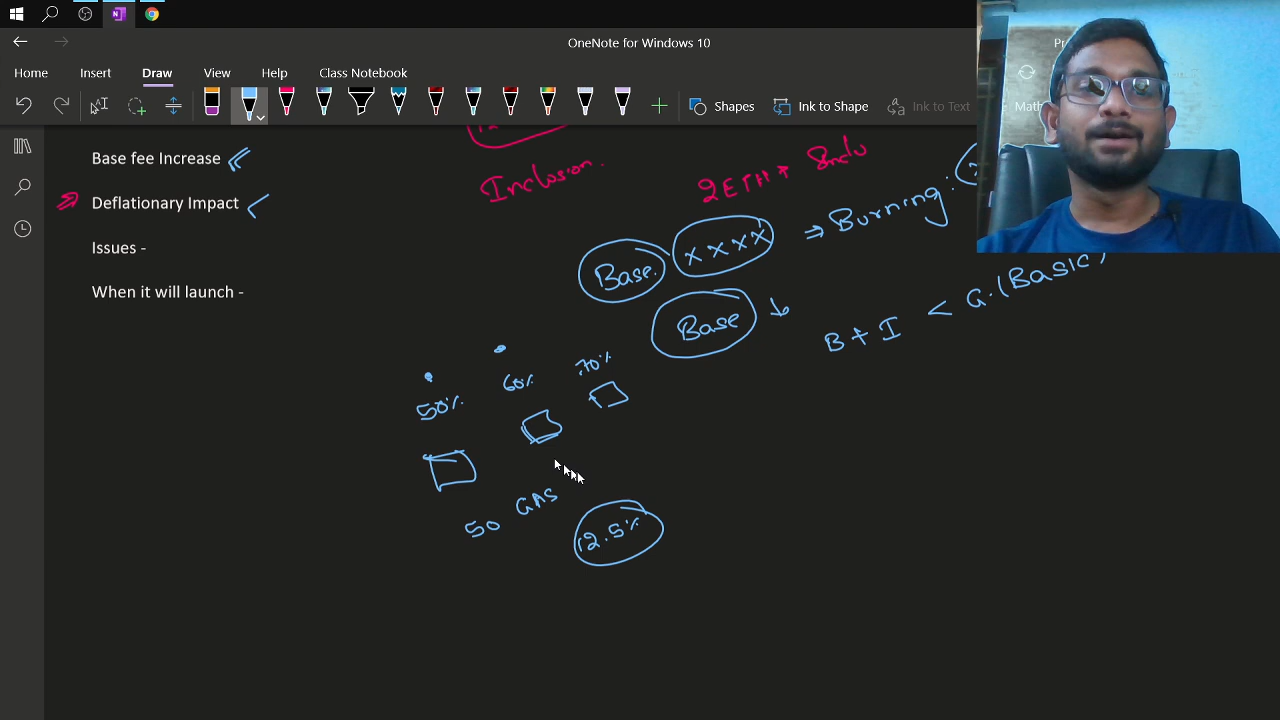 OneNote for Windows 10
Home Insert Draw View Help Class Notebook
Shapes Ink to Shape Ink to Text Math
Base fee Increase
Deflationary Impact
Issues -
When it will launch -
Inclusion.
2ETH +
Base. x x x x ⇒ Burning:
Base ↓
B + I < G.(Basic)
50% 60% 70%
50 GAS
12.5%